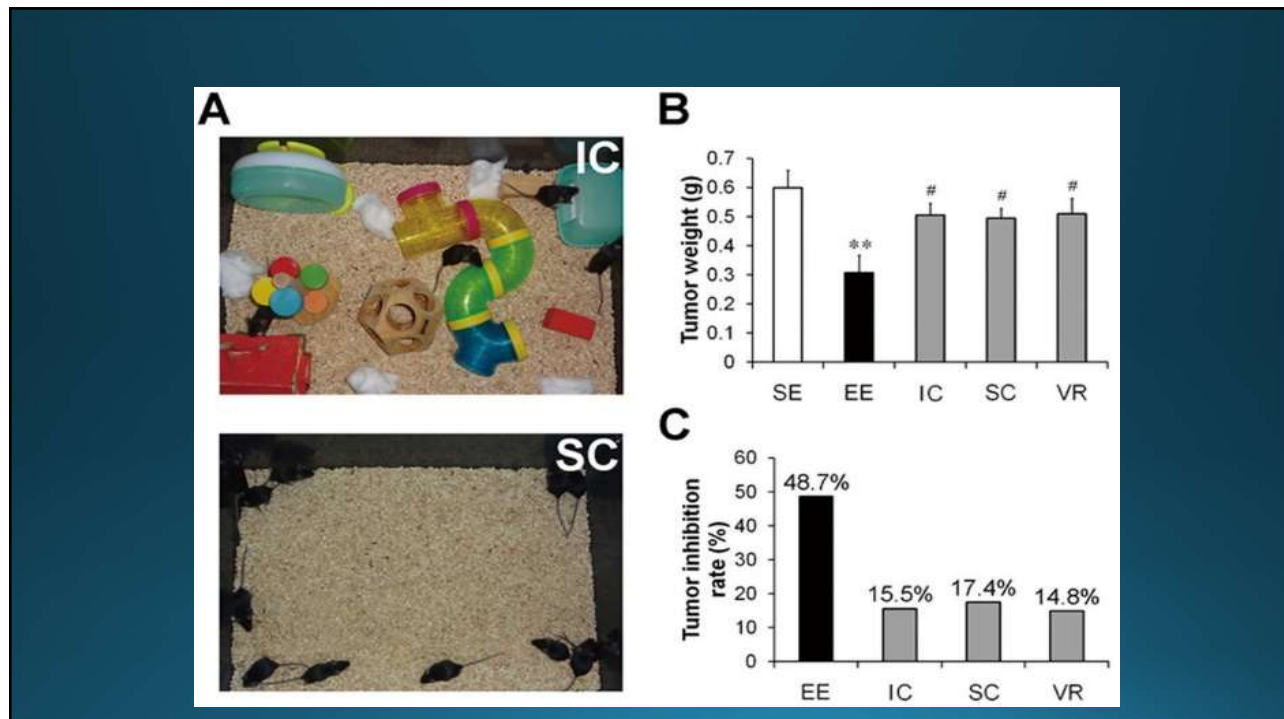 A
IC
SC
B
Tumor weight (g)
0.7
0.6
0.5
0.4
0.3
0.2
0.1
0
**
#
#
#
SE EE IC SC VR
C
Tumor inhibition
rate (%)
60
50
40
30
20
10
0
48.7%
15.5%
17.4%
14.8%
EE IC SC VR